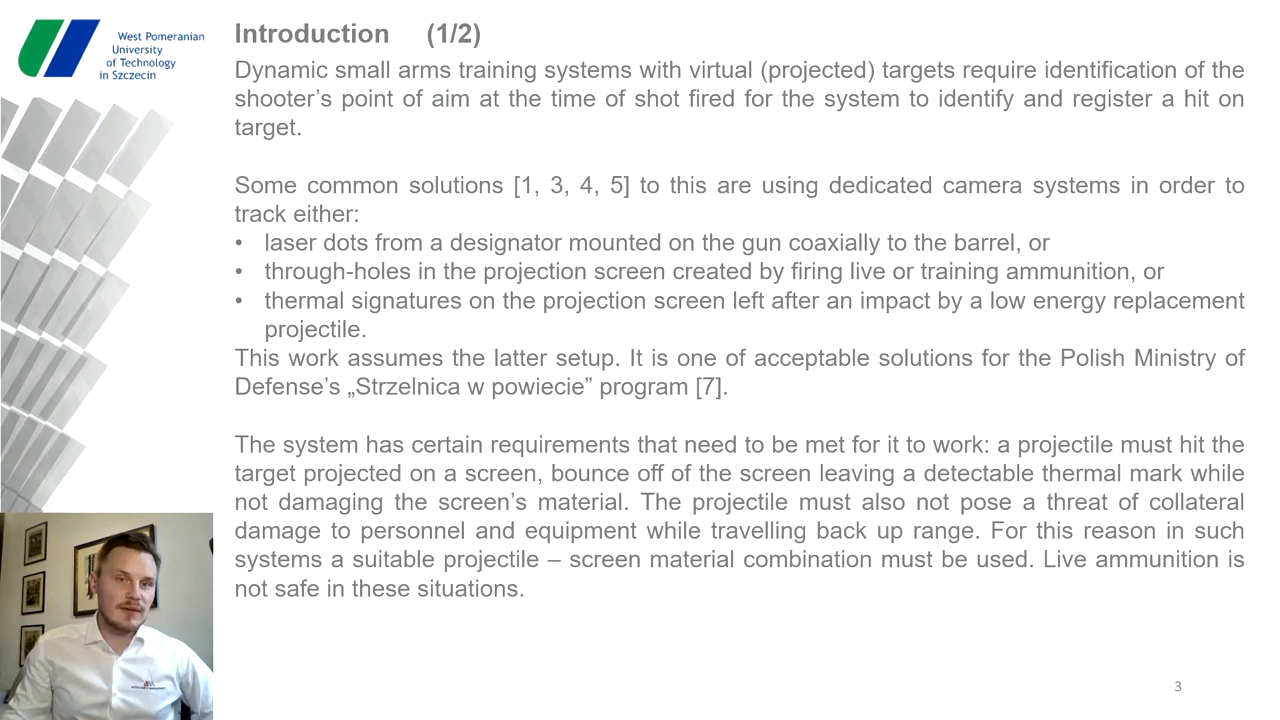 West Pomeranian
University
of Technology
in Szczecin
Introduction (1/2)
Dynamic small arms training systems with virtual (projected) targets require identification of the
shooter's point of aim at the time of shot fired for the system to identify and register a hit on
target.
Some common solutions [1, 3, 4, 5] to this are using dedicated camera systems in order to
track either:
• laser dots from a designator mounted on the gun coaxially to the barrel, or
• through-holes in the projection screen created by firing live or training ammunition, or
• thermal signatures on the projection screen left after an impact by a low energy replacement
projectile.
This work assumes the latter setup. It is one of acceptable solutions for the Polish Ministry of
Defense's „Strzelnica w powiecie” program [7].
The system has certain requirements that need to be met for it to work: a projectile must hit the
target projected on a screen, bounce off of the screen leaving a detectable thermal mark while
not damaging the screen's material. The projectile must also not pose a threat of collateral
damage to personnel and equipment while travelling back up range. For this reason in such
systems a suitable projectile – screen material combination must be used. Live ammunition is
not safe in these situations.
3